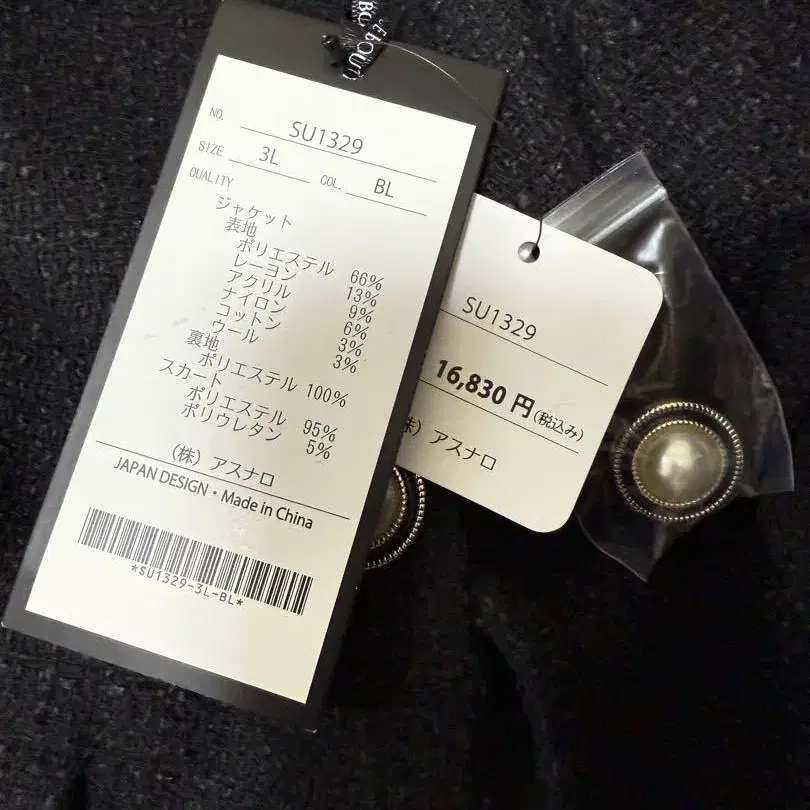 NO. SU1329
SIZE 3L COL. BL
QUALITY
ジャケット
表地
ポリエステル 66%
レーヨン 13%
アクリル 9%
ナイロン 6%
コットン 3%
ウール 3%
裏地
ポリエステル 100%
スカート
ポリエステル 95%
ポリウレタン 5%
(株) アスナロ
JAPAN DESIGN・Made in China
*SU1329-3L-BL*
SU1329
16,830 円(税込み)
株) アスナロ